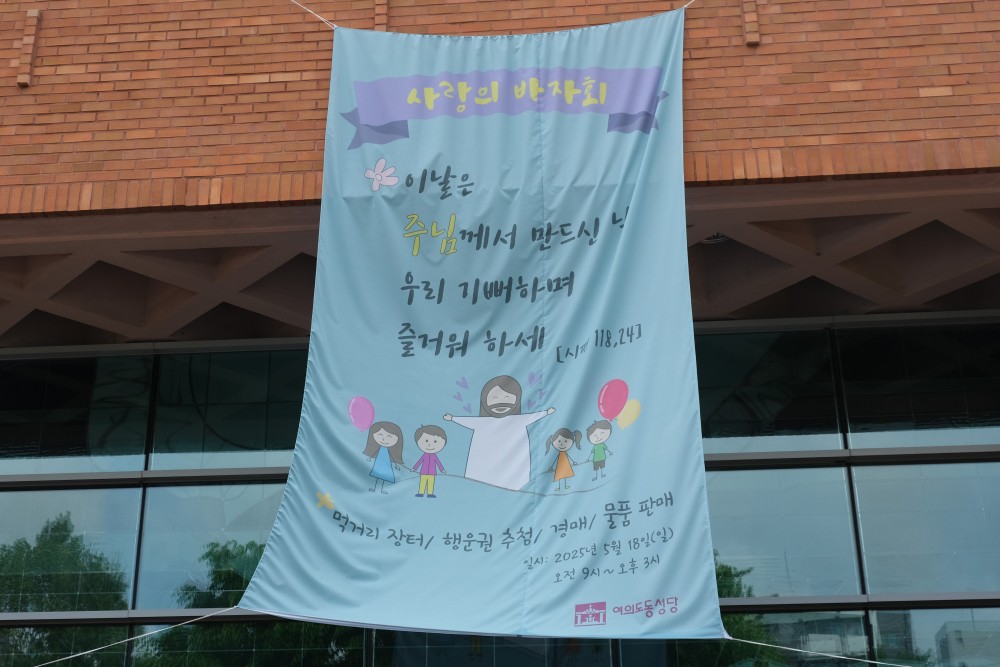 사랑의 바자회
이날은
주님께서 만드신
우리 기뻐하며
즐거워 하세 [시편 118,24]
먹거리 장터/ 행운권 추첨/ 경매/ 물품 판매
일시: 2025년 5월 18일(일)
오전 9시~오후 3시
여의도동성당